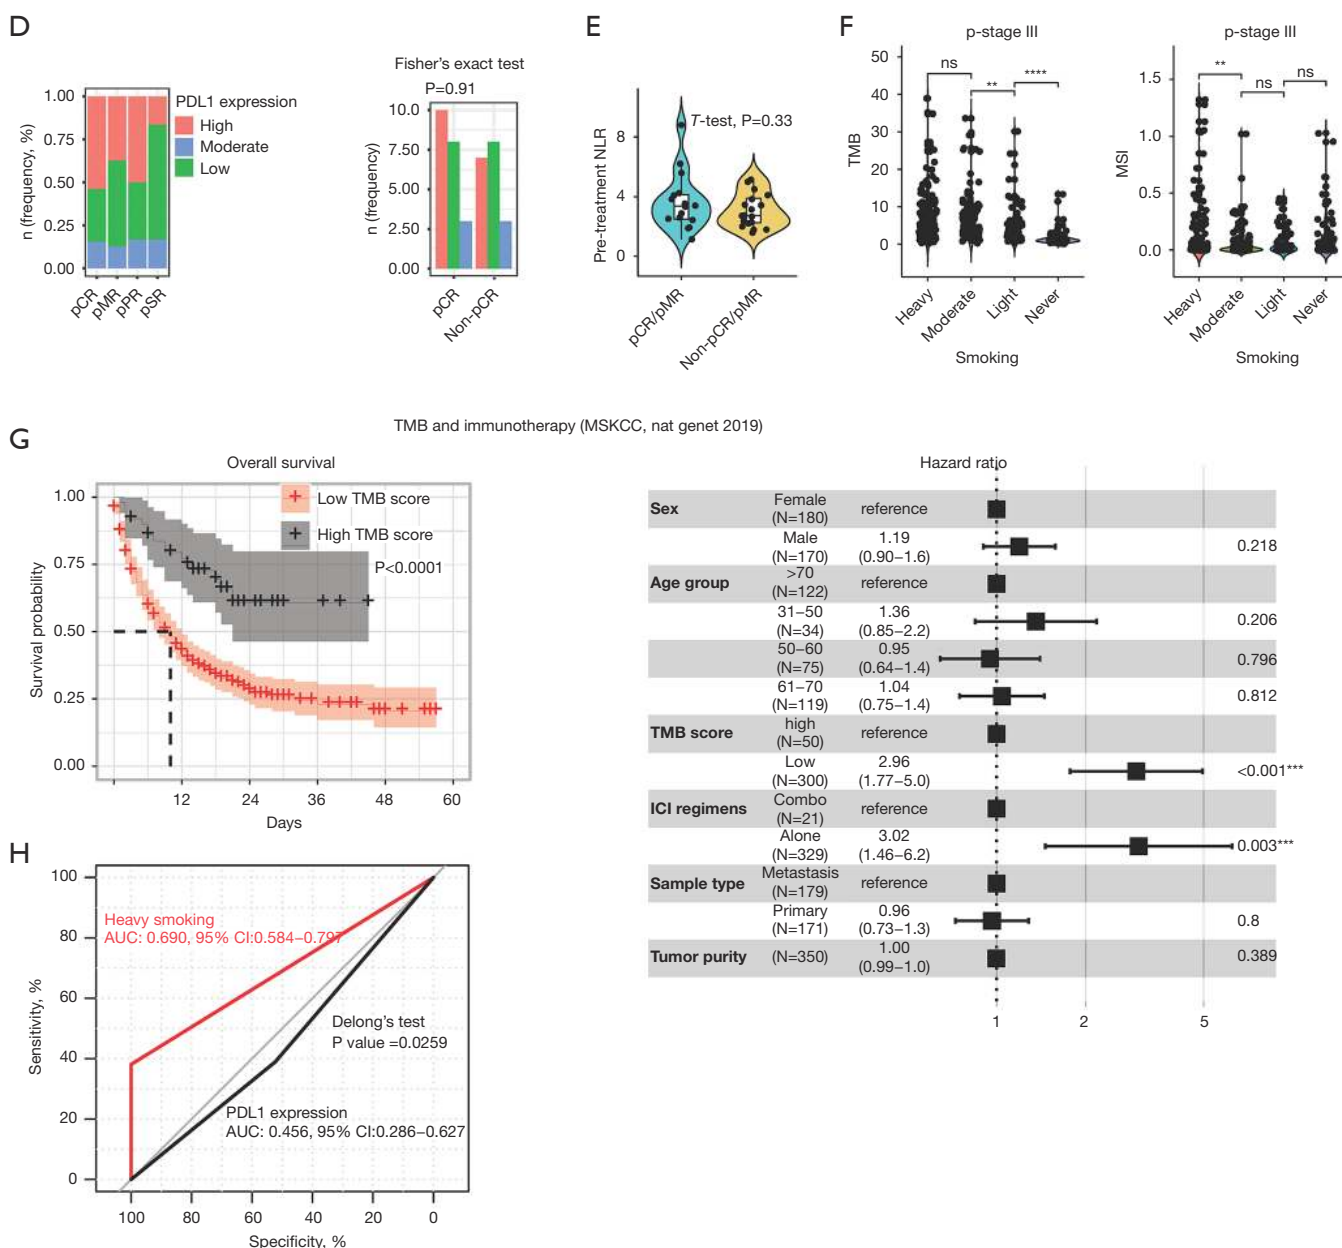 D
PDL1 expression
High
Moderate
Low
n (frequency, %)
1.00
0.75
0.50
0.25
0.00
pCR
pMR
pPR
pSR
Fisher's exact test
P=0.91
n (frequency)
10.0
7.50
5.00
2.50
0.00
pCR
Non-pCR
E
T-test, P=0.33
Pre-treatment NLR
8
4
0
pCR/pMR
Non-pCR/pMR
F
p-stage III
ns
**
****
TMB
50
40
30
20
10
0
Heavy
Moderate
Light
Never
Smoking
p-stage III
**
ns
ns
MSI
1.5
1.0
0.5
0.0
Heavy
Moderate
Light
Never
Smoking
TMB and immunotherapy (MSKCC, nat genet 2019)
G
Overall survival
Low TMB score
High TMB score
P<0.0001
Survival probability
1.00
0.75
0.50
0.25
0.00
12 24 36 48 60
Days
Hazard ratio
Sex Female (N=180) reference
Male (N=170) 1.19 (0.90−1.6) 0.218
Age group >70 (N=122) reference
31−50 (N=34) 1.36 (0.85−2.2) 0.206
50−60 (N=75) 0.95 (0.64−1.4) 0.796
61−70 (N=119) 1.04 (0.75−1.4) 0.812
TMB score high (N=50) reference
Low (N=300) 2.96 (1.77−5.0) <0.001***
ICI regimens Combo (N=21) reference
Alone (N=329) 3.02 (1.46−6.2) 0.003***
Sample type Metastasis (N=179) reference
Primary (N=171) 0.96 (0.73−1.3) 0.8
Tumor purity (N=350) 1.00 (0.99−1.0) 0.389
1 2 5
H
Heavy smoking
AUC: 0.690, 95% CI:0.584−0.797
Delong's test
P value =0.0259
PDL1 expression
AUC: 0.456, 95% CI:0.286−0.627
Sensitivity, %
100
80
60
40
20
0
100 80 60 40 20 0
Specificity, %